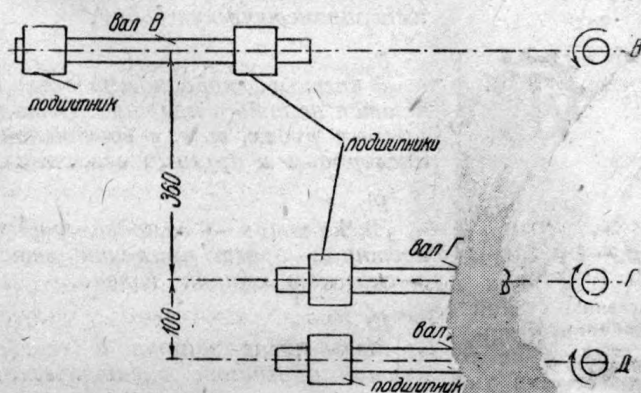 вал В
В
подшипник
подшипники
360
вал Г
Г
100
вал
Д
подшипник